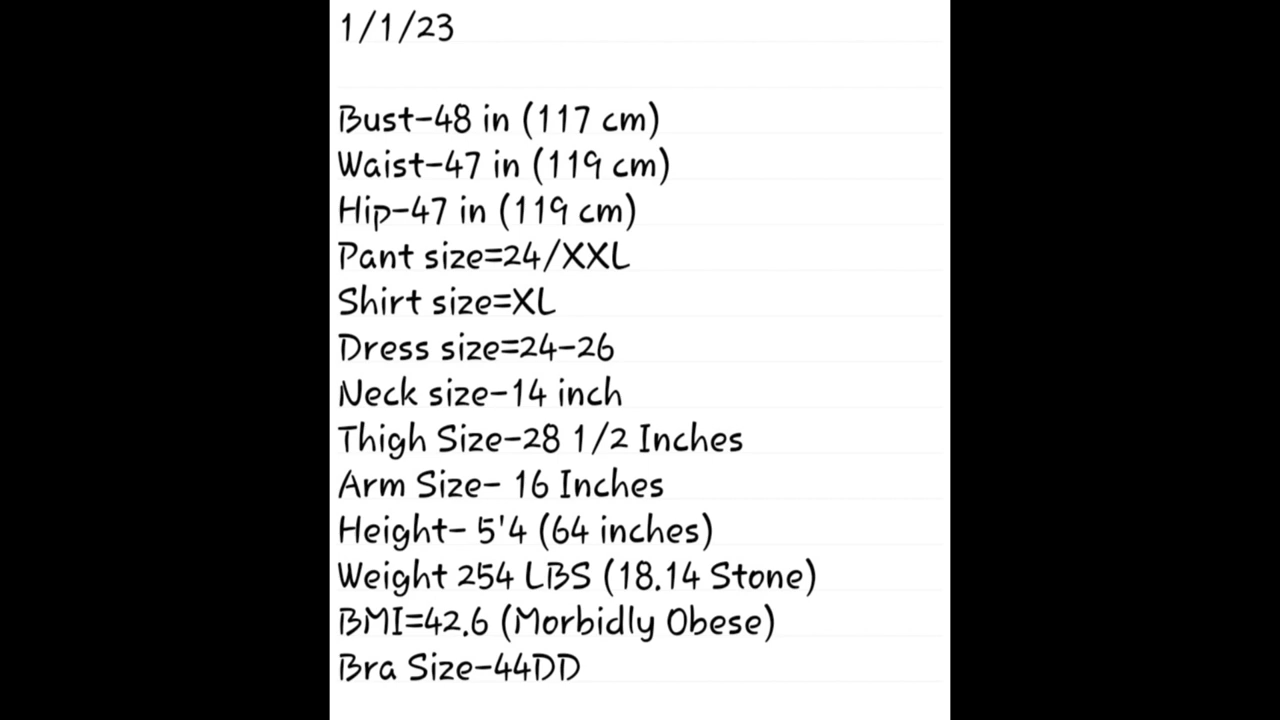 1/1/23
Bust-48 in (117 cm)
Waist-47 in (119 cm)
Hip-47 in (119 cm)
Pant size=24/XXL
Shirt size=XL
Dress size=24-26
Neck size-14 inch
Thigh Size-28 1/2 Inches
Arm Size- 16 Inches
Height- 5'4 (64 inches)
Weight 254 LBS (18.14 Stone)
BMI=42.6 (Morbidly Obese)
Bra Size-44DD